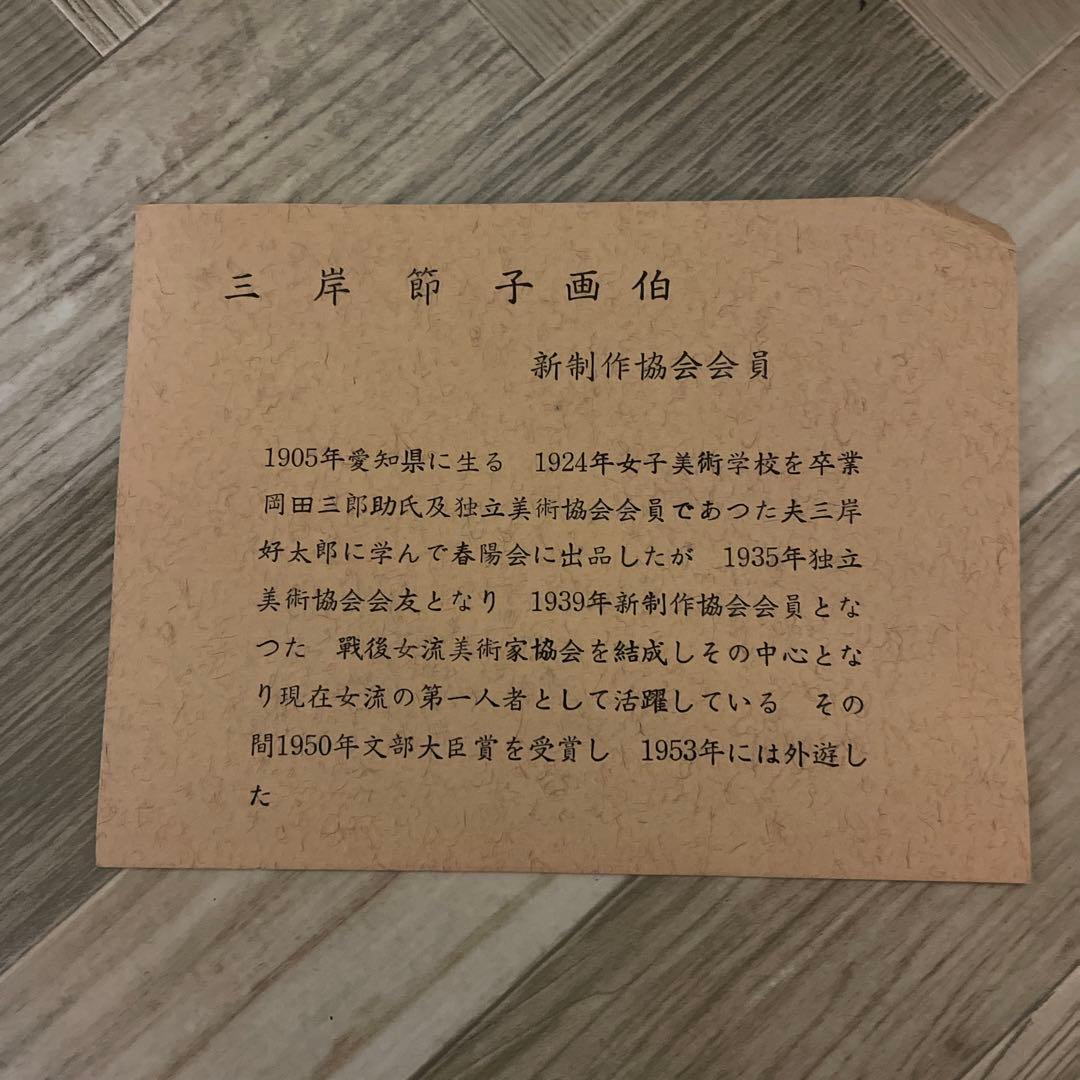 三岸節子画伯
新制作協会会員
1905年愛知県に生る　1924年女子美術学校を卒業
岡田三郎助氏及独立美術協会会員であつた夫三岸
好太郎に学んで春陽会に出品したが　1935年独立
美術協会会友となり　1939年新制作協会会員とな
つた　戰後女流美術家協会を結成しその中心とな
り現在女流の第一人者として活躍している　その
間1950年文部大臣賞を受賞し　1953年には外遊し
た